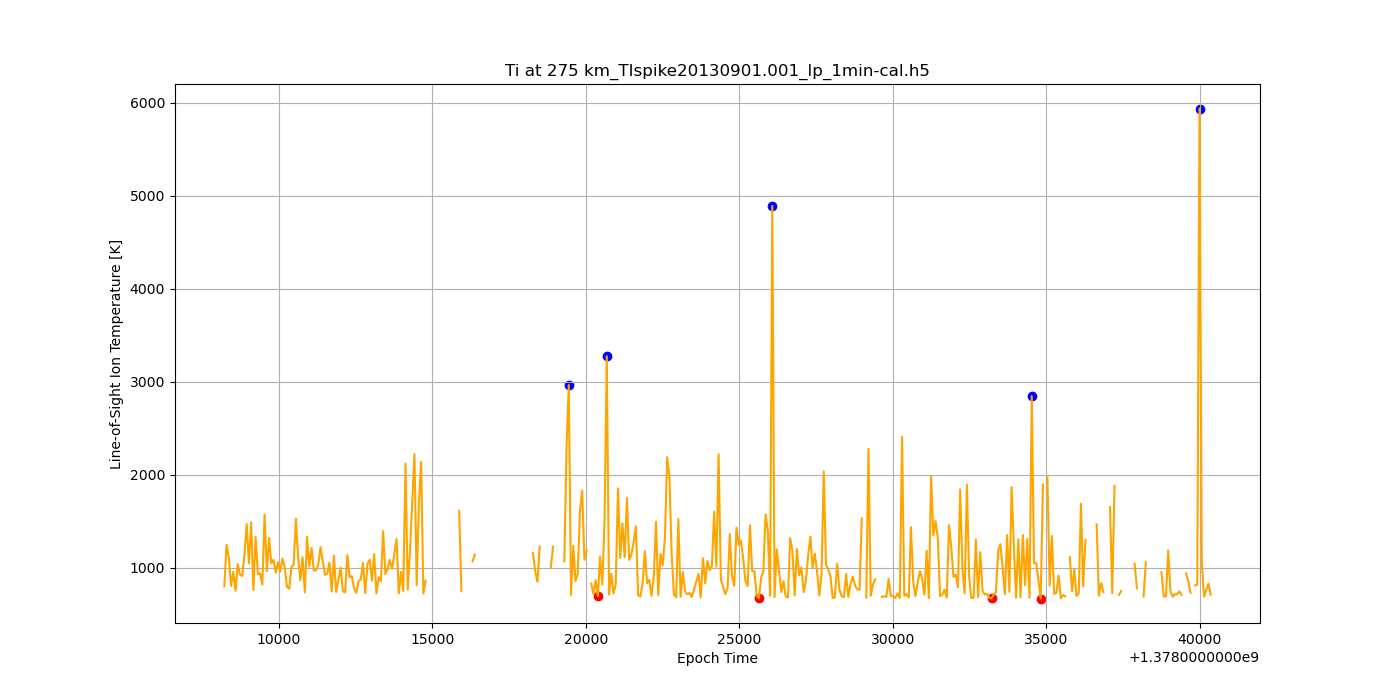 Ti at 275 km_TIspike20130901.001_lp_1min-cal.h5
Line-of-Sight Ion Temperature [K]
6000
5000
4000
3000
2000
1000
10000 15000 20000 25000 30000 35000 40000
Epoch Time
+1.3780000000e9